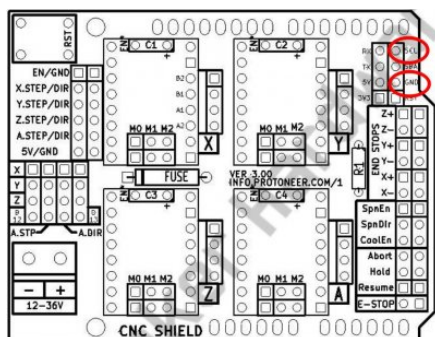 RST
EN/GND
X.STEP/DIR
Y.STEP/DIR
Z.STEP/DIR
A.STEP/DIR
5V/GND
X
Y
Z
D
12
D
13
A.STP
A.DIR
- +
12-36V
CNC SHIELD
EN
C1
+
M0 M1 M2
X
EN
C2
+
B2
B1
A1
A2
M0 M1 M2
Y
FUSE
VER 3.00
INFO.PROTONEER.COM/1
R1
C3
+
M0 M1 M2
Z
C4
+
M0 M1 M2
A
RX
SCL
TX
SDA
5V
GND
3V3
RST
END STOPS
Z+
Z-
Y+
Y-
X+
X-
SpnEn
SpnDir
CoolEn
Abort
Hold
Resume
E-STOP